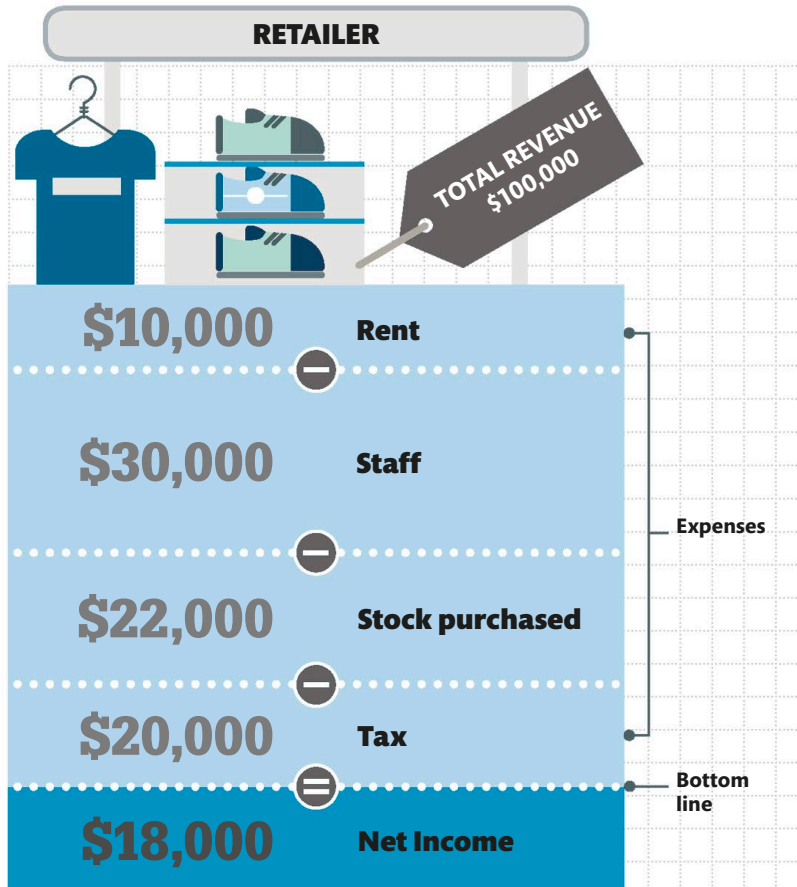 RETAILER
TOTAL REVENUE
$100,000
$10,000 Rent
$30,000 Staff
Expenses
$22,000 Stock purchased
$20,000 Tax
Bottom
line
$18,000 Net Income